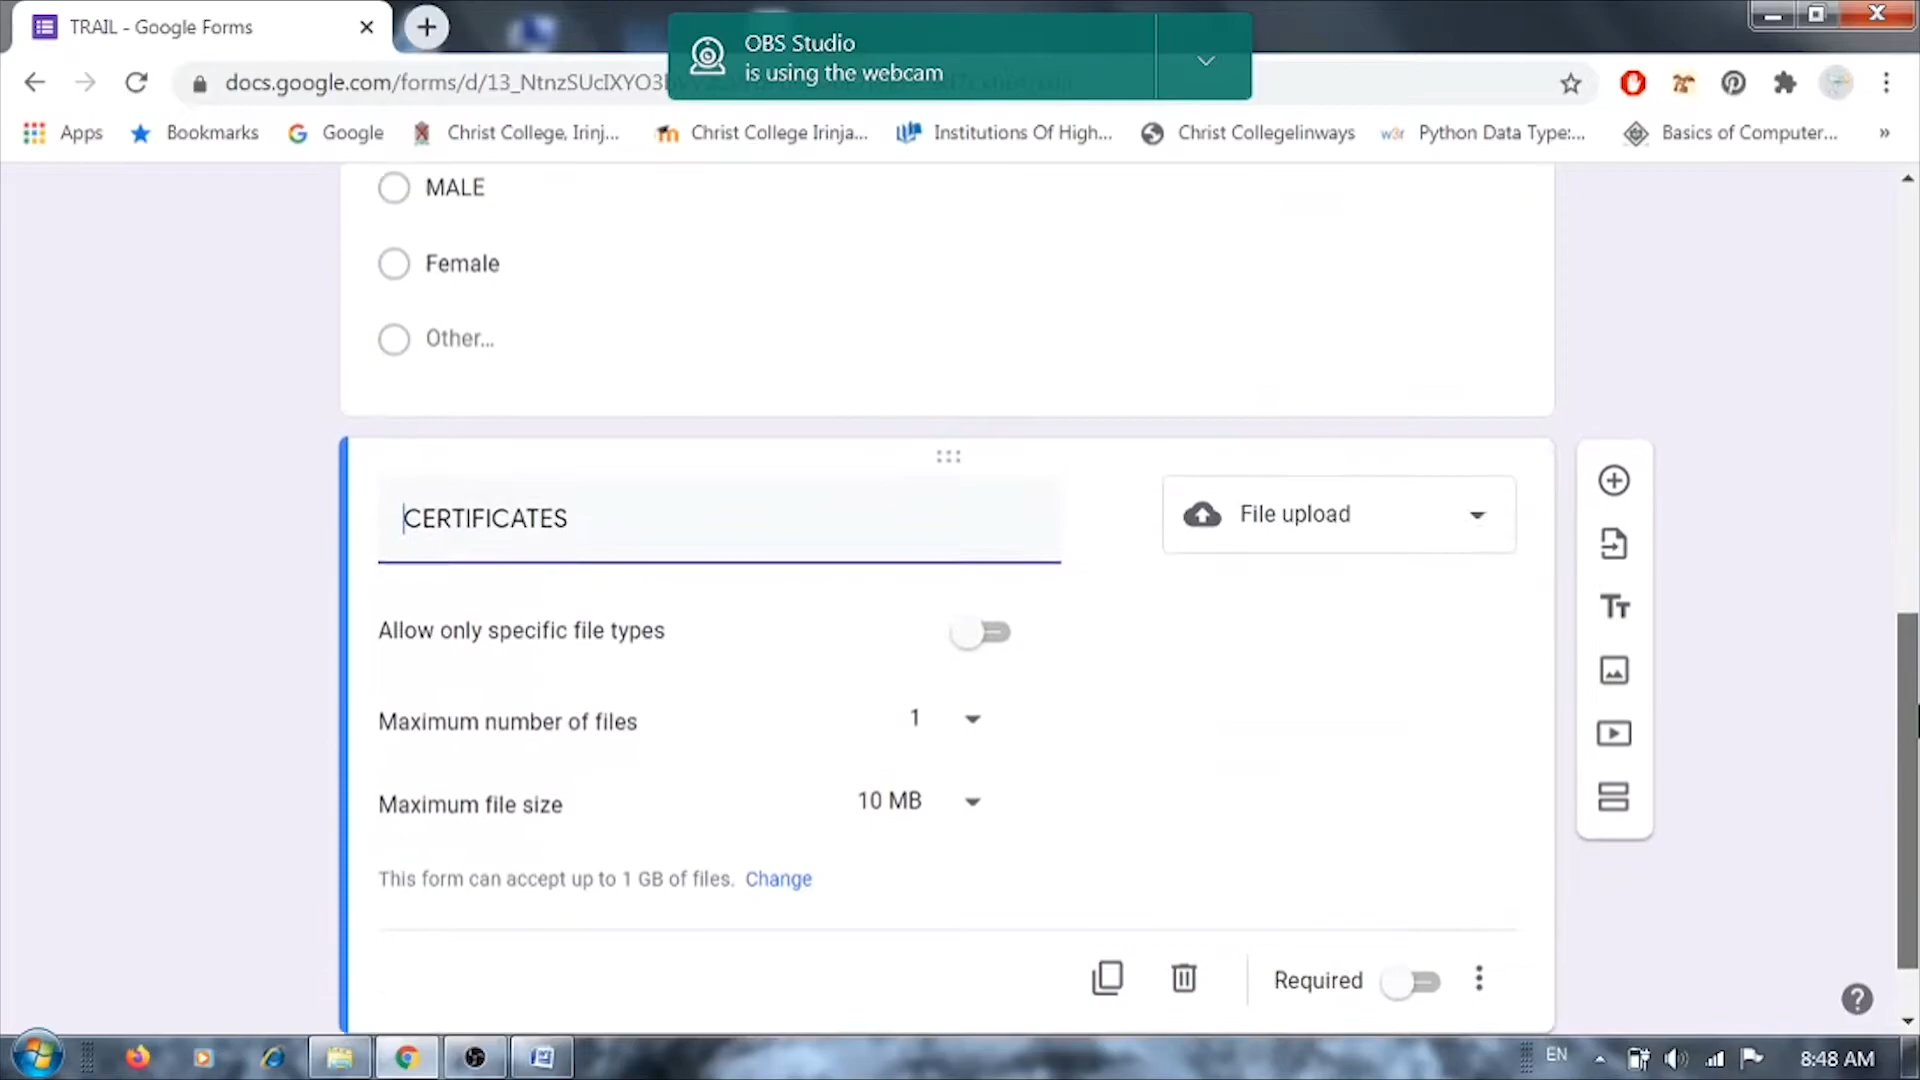 TRAIL - Google Forms
OBS Studio
is using the webcam
docs.google.com/forms/d/13_NtnzSUcIXYO3
Apps
Bookmarks
Google
Christ College, Irinj...
Christ College Irinja...
Institutions Of High...
Christ Collegelinways
Python Data Type:...
Basics of Computer...
»
MALE
Female
Other...
CERTIFICATES
File upload
Allow only specific file types
Maximum number of files
1
Maximum file size
10 MB
This form can accept up to 1 GB of files. Change
Required
EN
8:48 AM